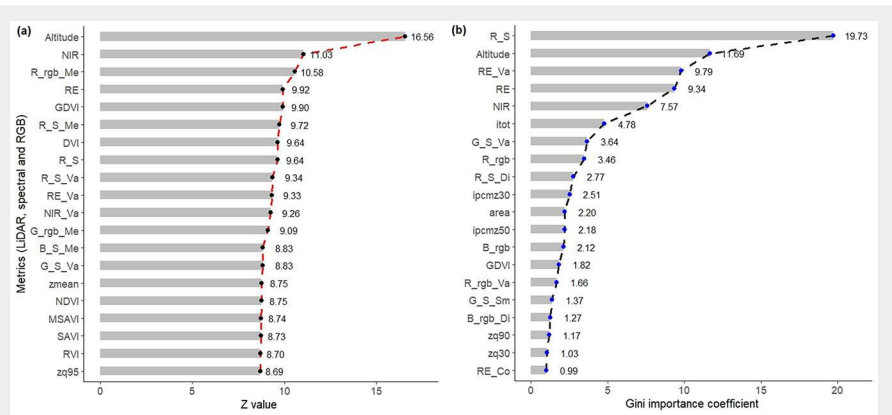 (a)
Metrics (LiDAR, spectral and RGB)
Altitude 16.56
NIR 11.03
R_rgb_Me 10.58
RE 9.92
GDVI 9.90
R_S_Me 9.72
DVI 9.64
R_S 9.64
R_S_Va 9.34
RE_Va 9.33
NIR_Va 9.26
G_rgb_Me 9.09
B_S_Me 8.83
G_S_Va 8.83
zmean 8.75
NDVI 8.75
MSAVI 8.74
SAVI 8.73
RVI 8.70
zq95 8.69
0 5 10 15
Z value
(b)
R_S 19.73
Altitude 11.69
RE_Va 9.79
RE 9.34
NIR 7.57
itot 4.78
G_S_Va 3.64
R_rgb 3.46
R_S_Di 2.77
ipcmz30 2.51
area 2.20
ipcmz50 2.18
B_rgb 2.12
GDVI 1.82
R_rgb_Va 1.66
G_S_Sm 1.37
B_rgb_Di 1.27
zq90 1.17
zq30 1.03
RE_Co 0.99
0 5 10 15 20
Gini importance coefficient